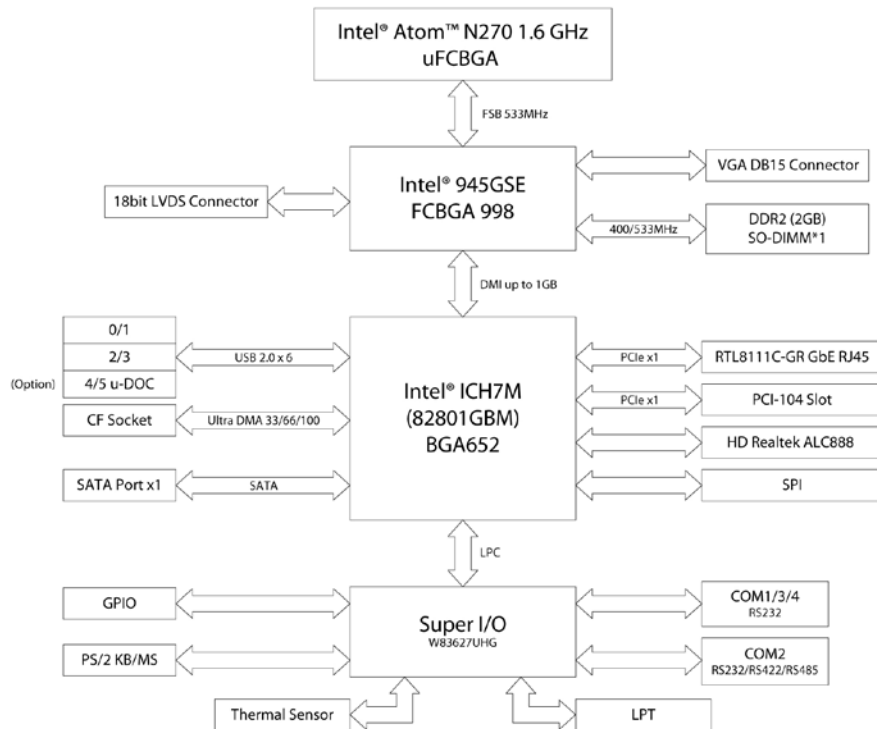 Intel® Atom™ N270 1.6 GHz
uFCBGA
FSB 533MHz
Intel® 945GSE
FCBGA 998
18bit LVDS Connector
VGA DB15 Connector
400/533MHz
DDR2 (2GB)
SO-DIMM*1
DMI up to 1GB
0/1
2/3
(Option)
4/5 u-DOC
USB 2.0 x 6
CF Socket
Ultra DMA 33/66/100
SATA Port x1
SATA
Intel® ICH7M
(82801GBM)
BGA652
PCIe x1
RTL8111C-GR GbE RJ45
PCIe x1
PCI-104 Slot
HD Realtek ALC888
SPI
LPC
GPIO
PS/2 KB/MS
Super I/O
W83627UHG
COM1/3/4
RS232
COM2
RS232/RS422/RS485
Thermal Sensor
LPT